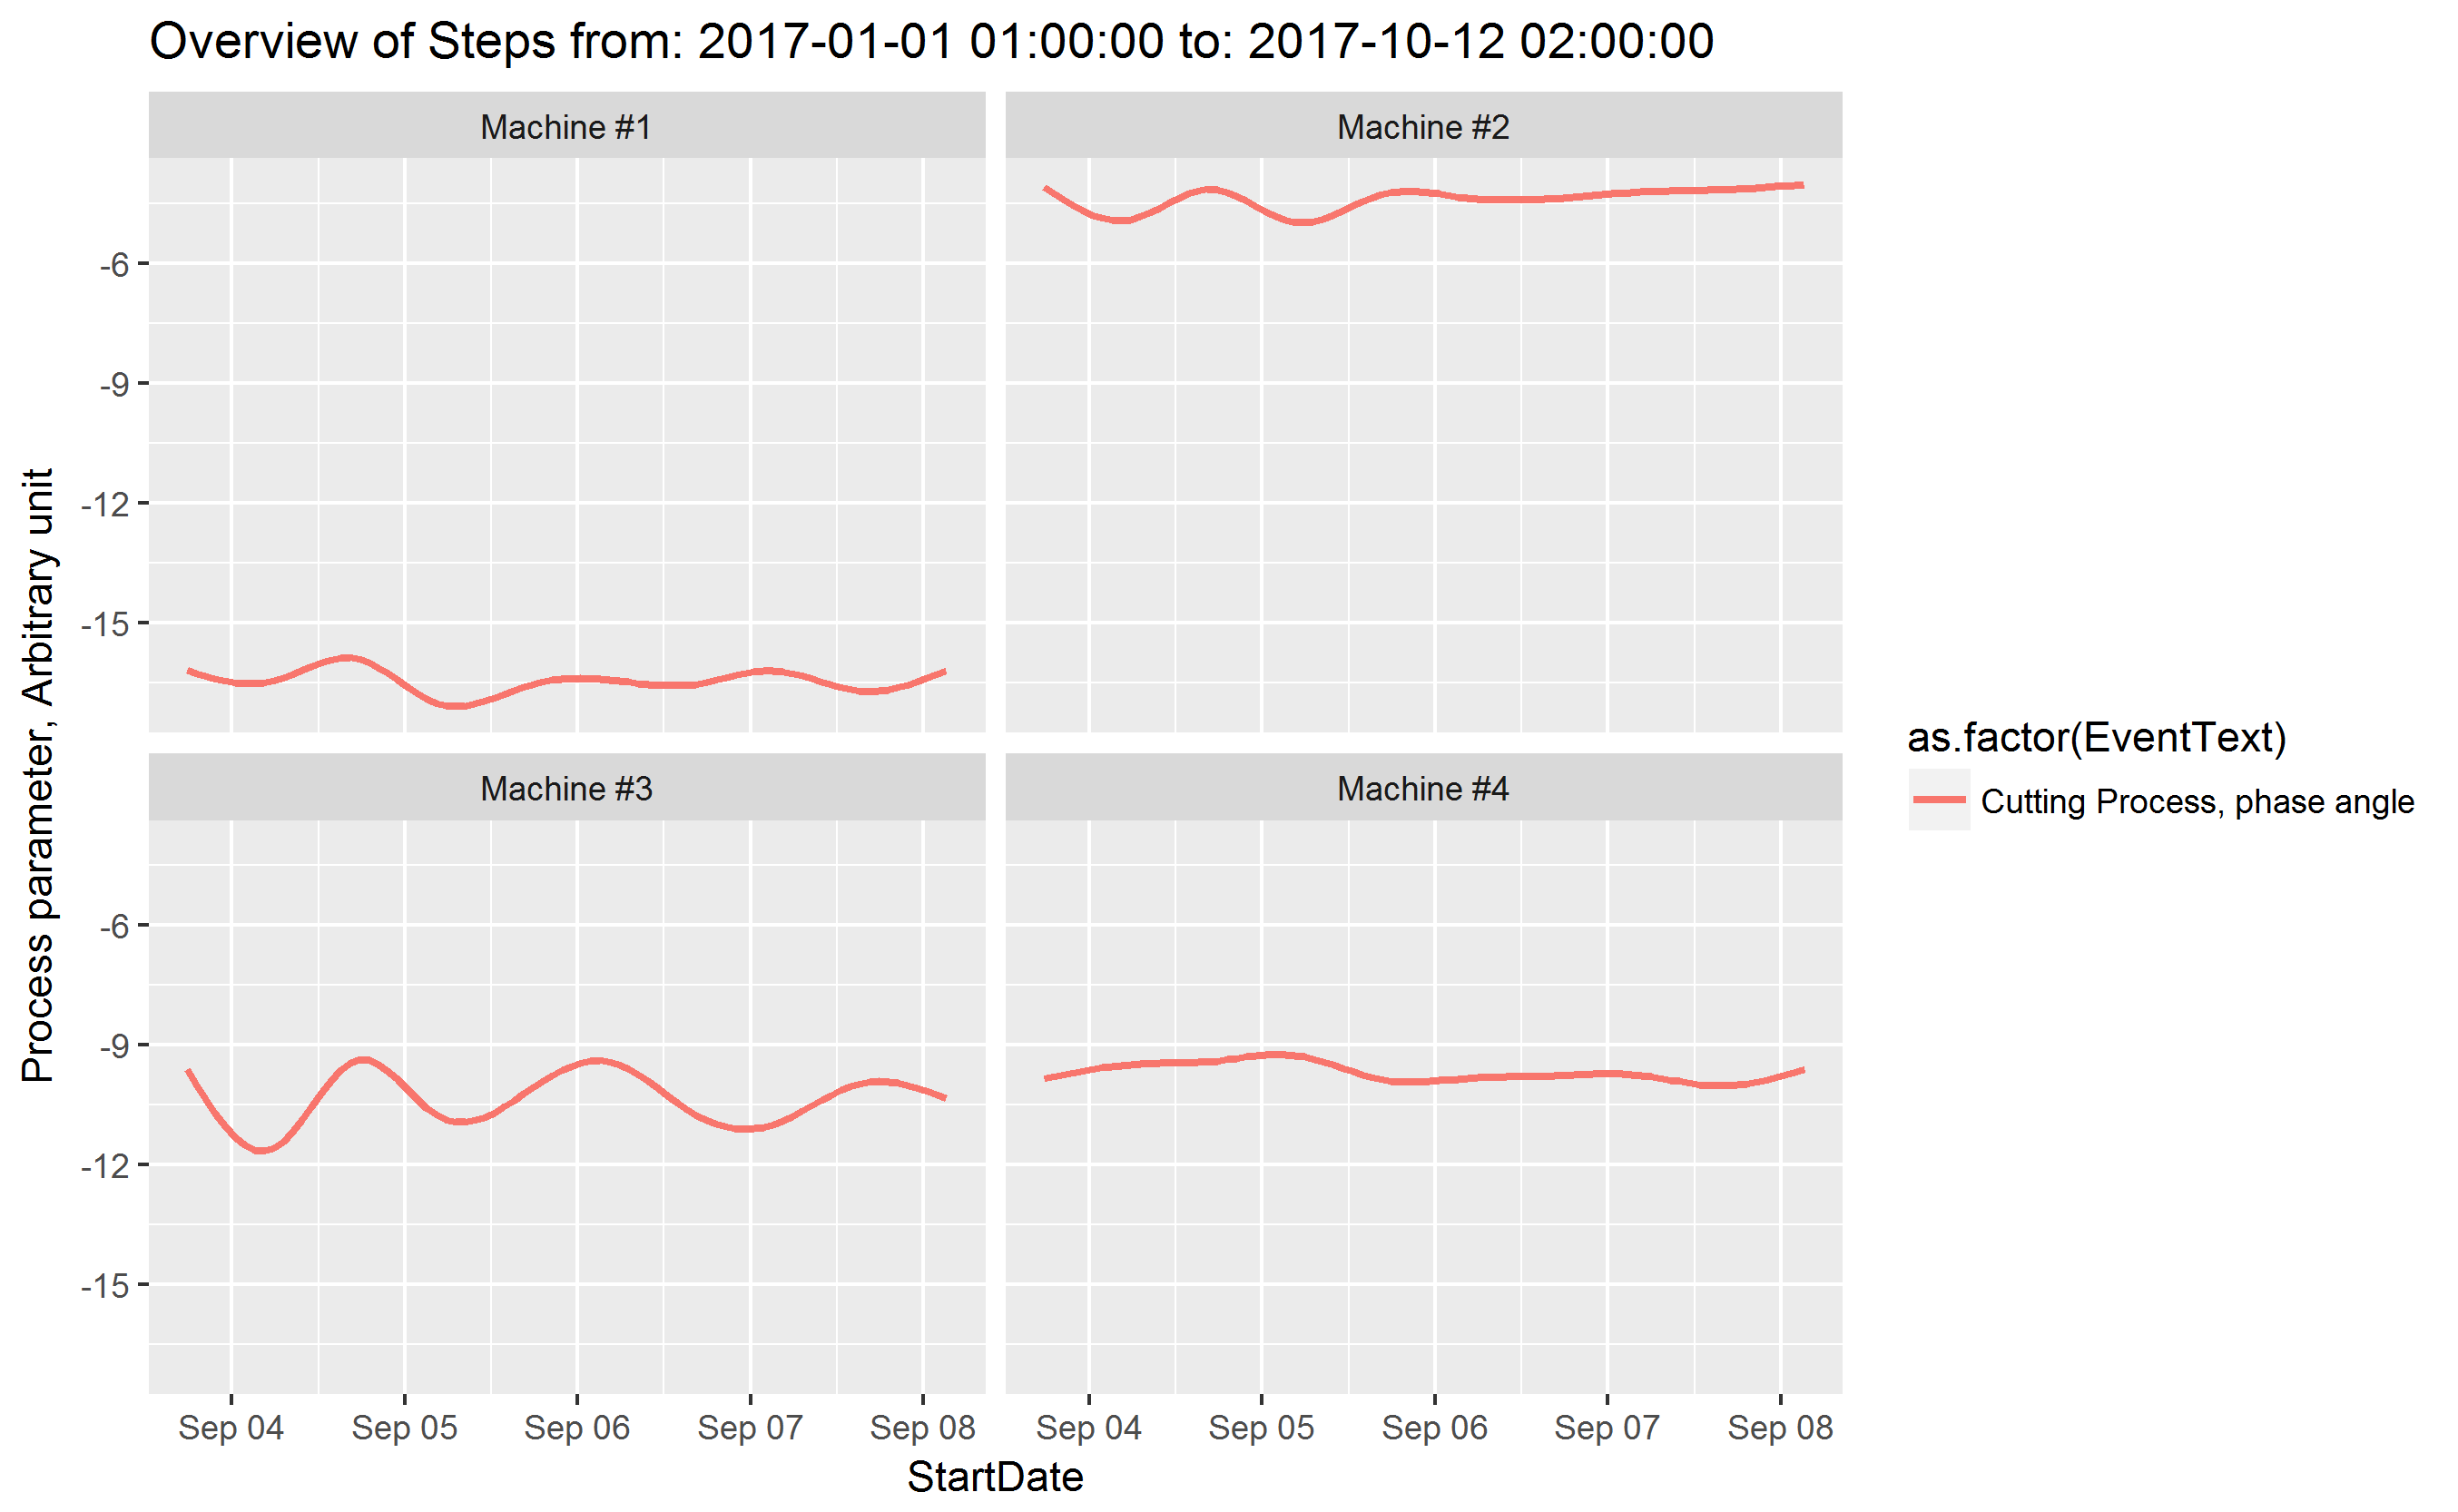 Overview of Steps from: 2017-01-01 01:00:00 to: 2017-10-12 02:00:00
Machine #1
Machine #2
-6
-9
-12
-15
Machine #3
Machine #4
-6
-9
-12
-15
Sep 04 Sep 05 Sep 06 Sep 07 Sep 08
Sep 04 Sep 05 Sep 06 Sep 07 Sep 08
StartDate
Process parameter, Arbitrary unit
as.factor(EventText)
Cutting Process, phase angle